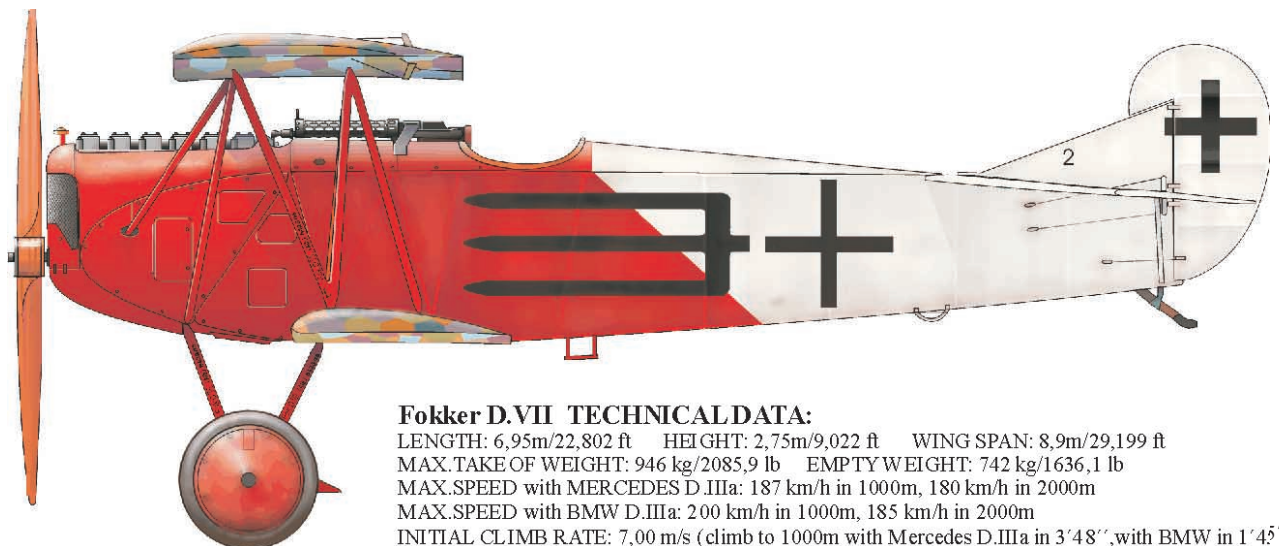 2
Fokker D.VII TECHNICAL DATA:
LENGTH: 6,95m/22,802 ft HEIGHT: 2,75m/9,022 ft WING SPAN: 8,9m/29,199 ft
MAX.TAKE OF WEIGHT: 946 kg/2085,9 lb EMPTY WEIGHT: 742 kg/1636,1 lb
MAX.SPEED with MERCEDES D.IIIa: 187 km/h in 1000m, 180 km/h in 2000m
MAX.SPEED with BMW D.IIIa: 200 km/h in 1000m, 185 km/h in 2000m
INITIAL CLIMB RATE: 7,00 m/s (climb to 1000m with Mercedes D.IIIa in 3´48´´,with BMW in